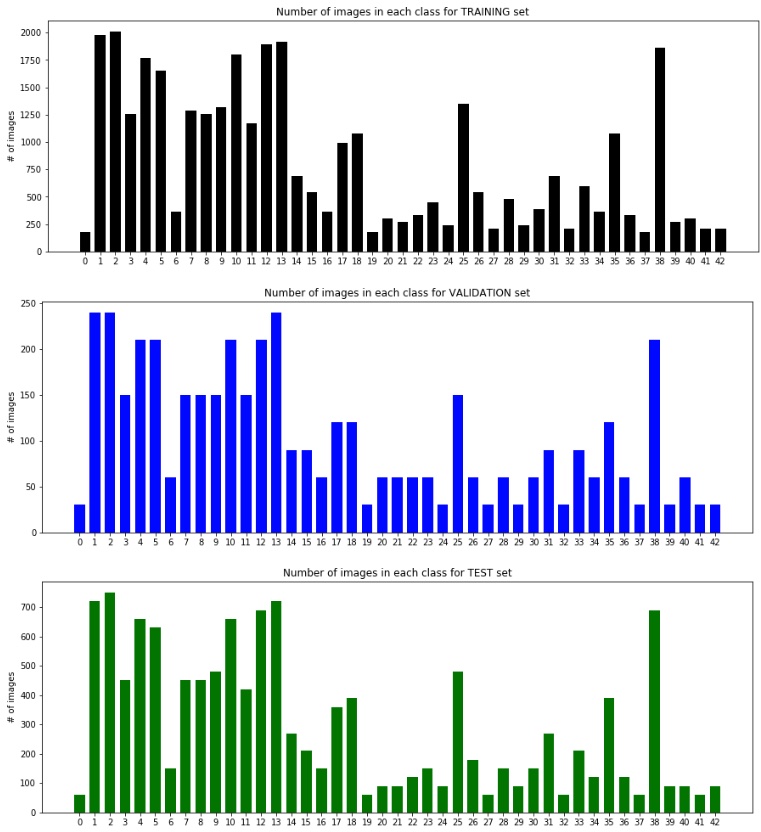 Number of images in each class for TRAINING set
2000
1750
1500
1250
1000
750
500
250
0
# of images
0 1 2 3 4 5 6 7 8 9 10 11 12 13 14 15 16 17 18 19 20 21 22 23 24 25 26 27 28 29 30 31 32 33 34 35 36 37 38 39 40 41 42
Number of images in each class for VALIDATION set
250
200
150
100
50
0
# of images
0 1 2 3 4 5 6 7 8 9 10 11 12 13 14 15 16 17 18 19 20 21 22 23 24 25 26 27 28 29 30 31 32 33 34 35 36 37 38 39 40 41 42
Number of images in each class for TEST set
700
600
500
400
300
200
100
0
# of images
0 1 2 3 4 5 6 7 8 9 10 11 12 13 14 15 16 17 18 19 20 21 22 23 24 25 26 27 28 29 30 31 32 33 34 35 36 37 38 39 40 41 42